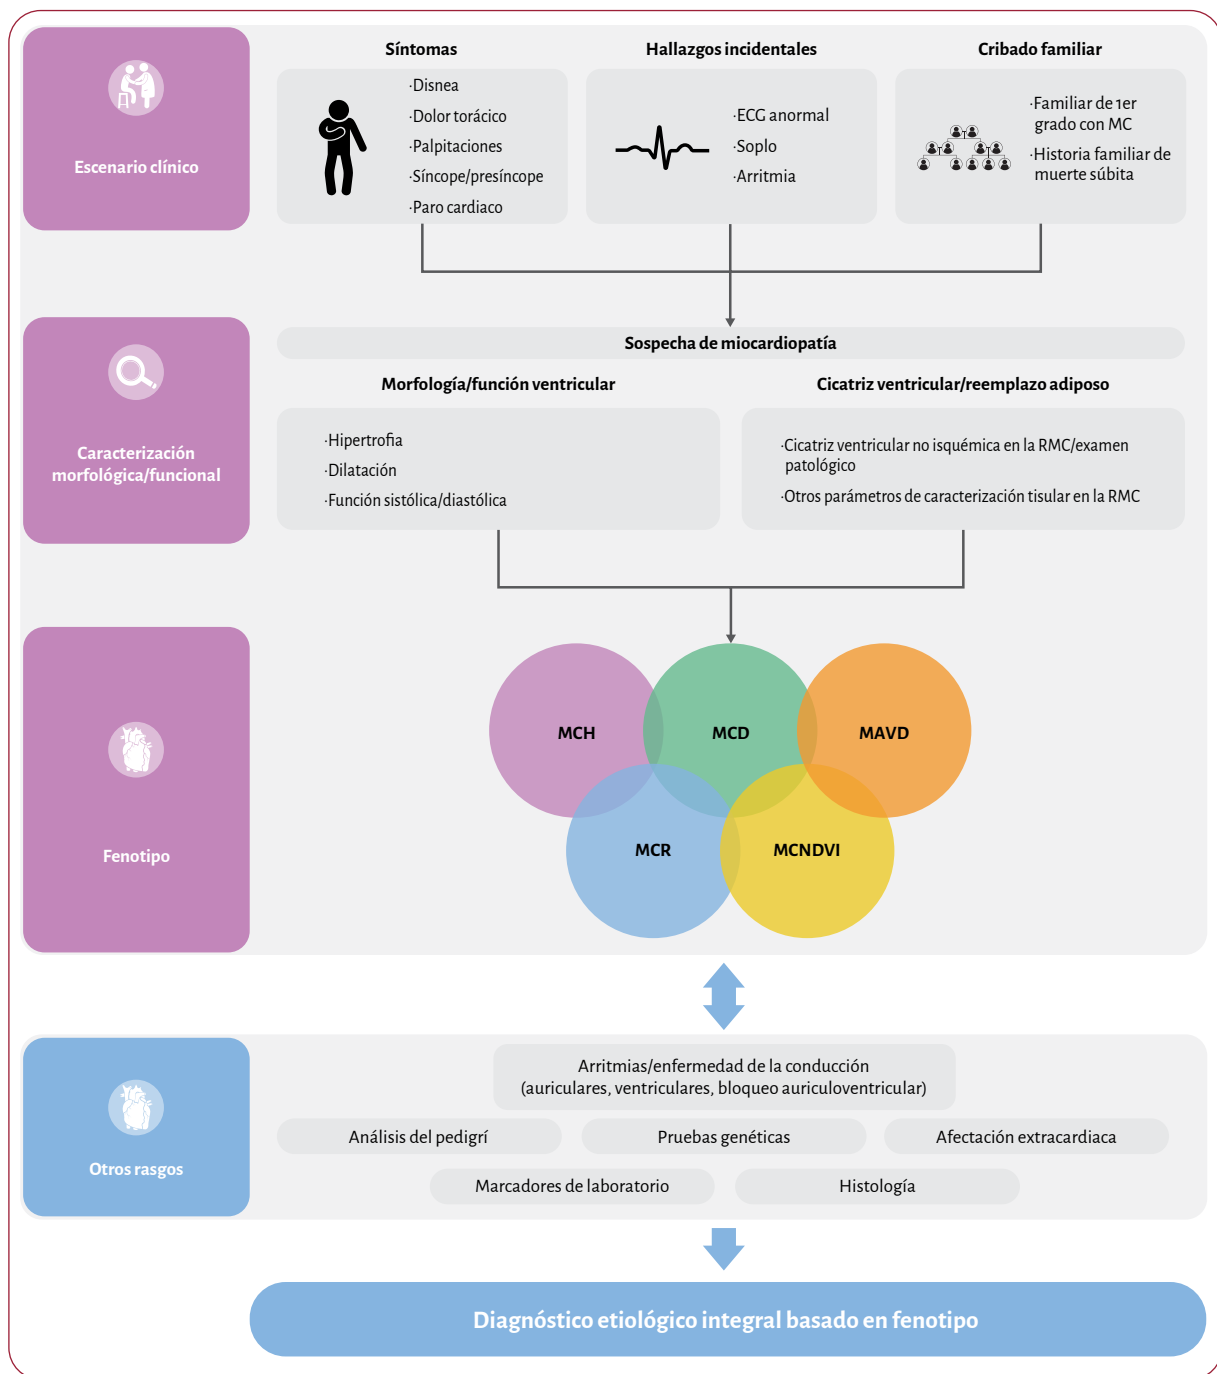 Escenario clínico
Síntomas
·Disnea
·Dolor torácico
·Palpitaciones
·Síncope/presíncope
·Paro cardiaco
Hallazgos incidentales
·ECG anormal
·Soplo
·Arritmia
Cribado familiar
·Familiar de 1er
grado con MC
·Historia familiar de
muerte súbita
Caracterización
morfológica/funcional
Sospecha de miocardiopatía
Morfología/función ventricular
·Hipertrofia
·Dilatación
·Función sistólica/diastólica
Cicatriz ventricular/reemplazo adiposo
·Cicatriz ventricular no isquémica en la RMC/examen
patológico
·Otros parámetros de caracterización tisular en la RMC
Fenotipo
MCH
MCD
MAVD
MCR
MCNDVI
Otros rasgos
Arritmias/enfermedad de la conducción
(auriculares, ventriculares, bloqueo auriculoventricular)
Análisis del pedigrí
Pruebas genéticas
Afectación extracardiaca
Marcadores de laboratorio
Histología
Diagnóstico etiológico integral basado en fenotipo